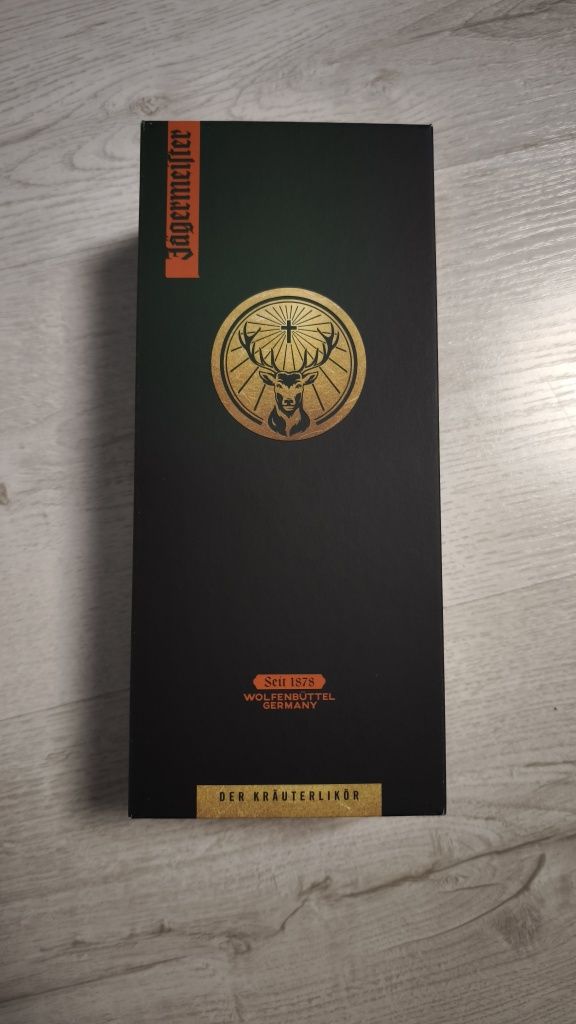 Jägermeiſter
Seit 1878
WOLFENBÜTTEL
GERMANY
DER KRÄUTERLIKÖR